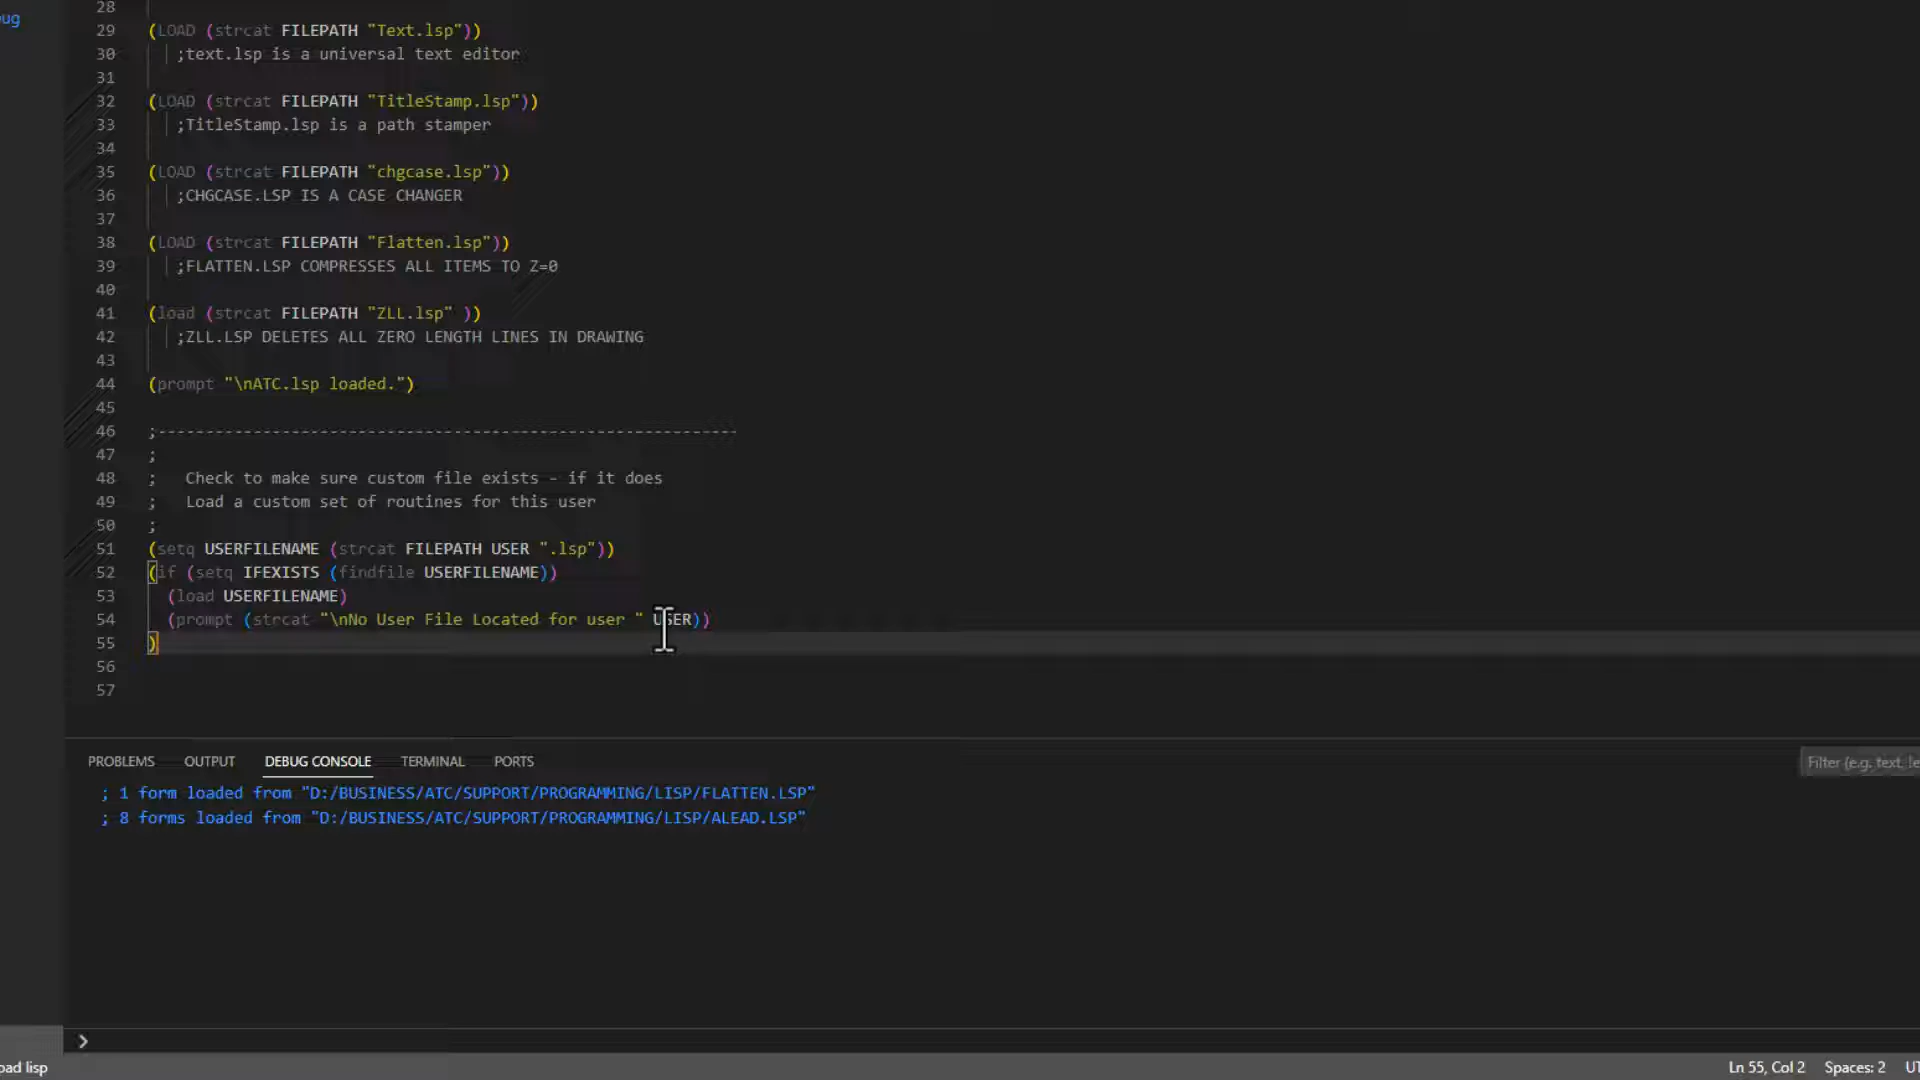 ug
28
29 (LOAD (strcat FILEPATH "Text.lsp"))
30 ;text.lsp is a universal text editor
31
32 (LOAD (strcat FILEPATH "TitleStamp.lsp"))
33 ;TitleStamp.lsp is a path stamper
34
35 (LOAD (strcat FILEPATH "chgcase.lsp"))
36 ;CHGCASE.LSP IS A CASE CHANGER
37
38 (LOAD (strcat FILEPATH "Flatten.lsp"))
39 ;FLATTEN.LSP COMPRESSES ALL ITEMS TO Z=0
40
41 (load (strcat FILEPATH "ZLL.lsp" ))
42 ;ZLL.LSP DELETES ALL ZERO LENGTH LINES IN DRAWING
43
44 (prompt "\nATC.lsp loaded.")
45
46 ;-------------------------------------------------------------
47 ;
48 ; Check to make sure custom file exists - if it does
49 ; Load a custom set of routines for this user
50 ;
51 (setq USERFILENAME (strcat FILEPATH USER ".lsp"))
52 (if (setq IFEXISTS (findfile USERFILENAME))
53 (load USERFILENAME)
54 (prompt (strcat "\nNo User File Located for user " USER))
55 )
56
57
PROBLEMS OUTPUT DEBUG CONSOLE TERMINAL PORTS Filter (e.g. text, !e
; 1 form loaded from "D:/BUSINESS/ATC/SUPPORT/PROGRAMMING/LISP/FLATTEN.LSP"
; 8 forms loaded from "D:/BUSINESS/ATC/SUPPORT/PROGRAMMING/LISP/ALEAD.LSP"
oad lisp Ln 55, Col 2 Spaces: 2 UT